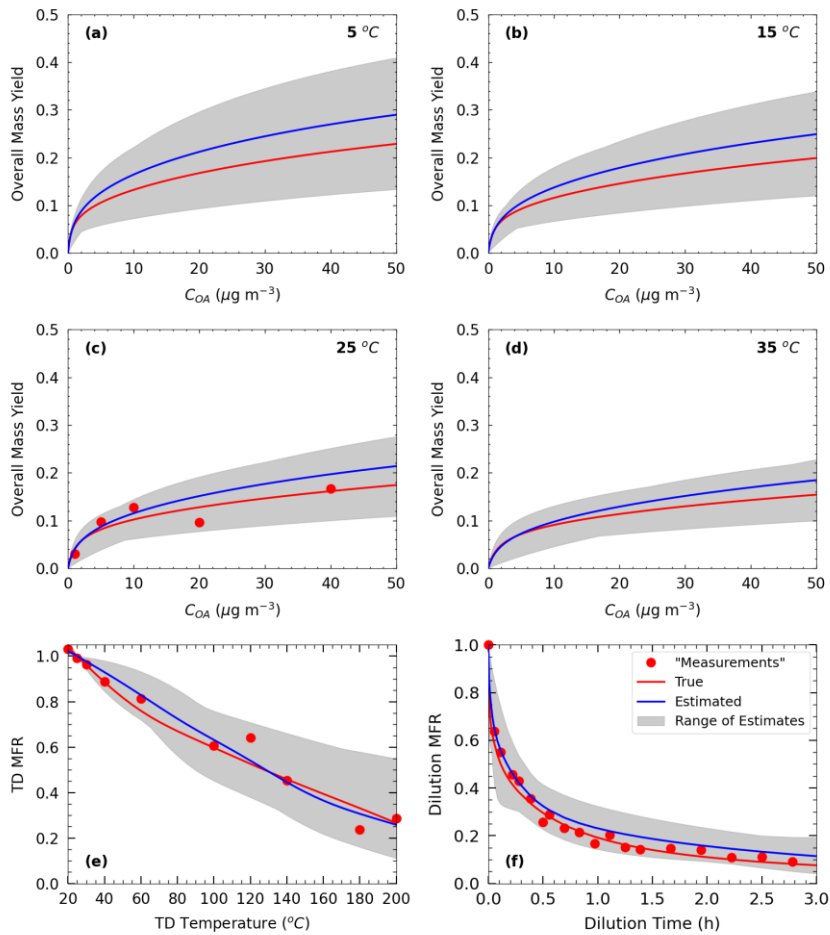 (a) 5 °C
0.5
0.4
0.3
0.2
0.1
0.0
Overall Mass Yield
0 10 20 30 40 50
C_OA (μg m⁻³)
(b) 15 °C
0.5
0.4
0.3
0.2
0.1
0.0
Overall Mass Yield
0 10 20 30 40 50
C_OA (μg m⁻³)
(c) 25 °C
0.5
0.4
0.3
0.2
0.1
0.0
Overall Mass Yield
0 10 20 30 40 50
C_OA (μg m⁻³)
(d) 35 °C
0.5
0.4
0.3
0.2
0.1
0.0
Overall Mass Yield
0 10 20 30 40 50
C_OA (μg m⁻³)
1.0
0.8
0.6
0.4
0.2
0.0
TD MFR
(e)
20 40 60 80 100 120 140 160 180 200
TD Temperature (°C)
1.0
0.8
0.6
0.4
0.2
0.0
Dilution MFR
"Measurements"
True
Estimated
Range of Estimates
(f)
0.0 0.5 1.0 1.5 2.0 2.5 3.0
Dilution Time (h)